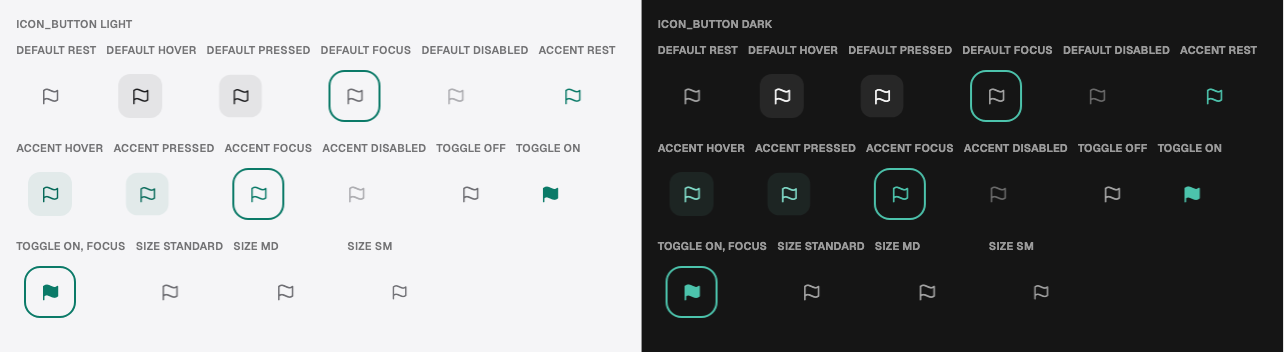 ICON_BUTTON LIGHT
DEFAULT REST DEFAULT HOVER DEFAULT PRESSED DEFAULT FOCUS DEFAULT DISABLED ACCENT REST
ACCENT HOVER ACCENT PRESSED ACCENT FOCUS ACCENT DISABLED TOGGLE OFF TOGGLE ON
TOGGLE ON, FOCUS SIZE STANDARD SIZE MD SIZE SM
ICON_BUTTON DARK
DEFAULT REST DEFAULT HOVER DEFAULT PRESSED DEFAULT FOCUS DEFAULT DISABLED ACCENT REST
ACCENT HOVER ACCENT PRESSED ACCENT FOCUS ACCENT DISABLED TOGGLE OFF TOGGLE ON
TOGGLE ON, FOCUS SIZE STANDARD SIZE MD SIZE SM